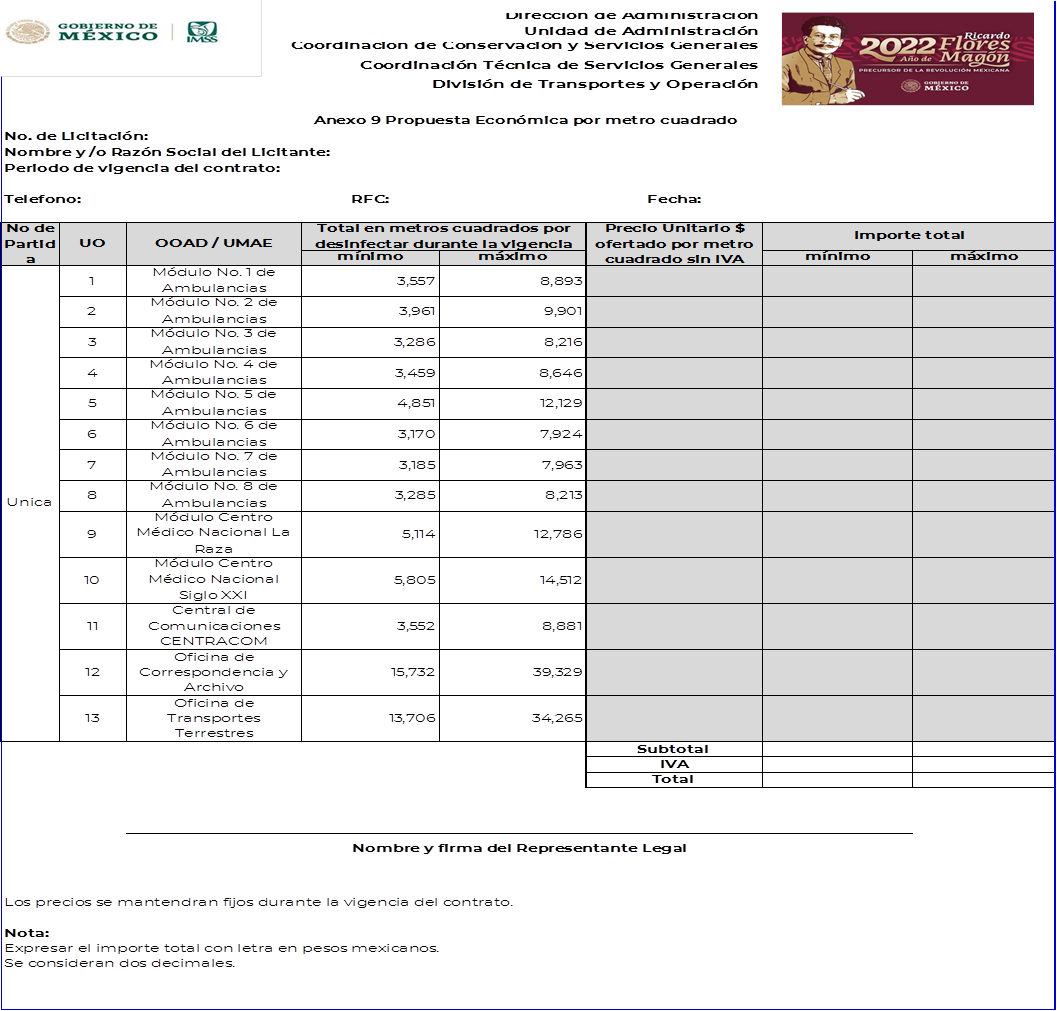 GOBIERNO DE
MÉXICO
IMSS
Dirección de Administración
Unidad de Administración
Coordinación de Conservación y Servicios Generales
Coordinación Técnica de Servicios Generales
División de Transportes y Operación
2022 Ricardo
Flores
Año de Magón
PRECURSOR DE LA REVOLUCIÓN MEXICANA
GOBIERNO DE
MÉXICO
Anexo 9 Propuesta Económica por metro cuadrado
No. de Licitación:
Nombre y /o Razón Social del Licitante:
Periodo de vigencia del contrato:
Telefono: RFC: Fecha:
No de Partid a UO OOAD / UMAE Total en metros cuadrados por desinfectar durante la vigencia Precio Unitario $ ofertado por metro cuadrado sin IVA Importe total
mínimo máximo mínimo máximo
Unica
1 Módulo No. 1 de Ambulancias 3,557 8,893
2 Módulo No. 2 de Ambulancias 3,961 9,901
3 Módulo No. 3 de Ambulancias 3,286 8,216
4 Módulo No. 4 de Ambulancias 3,459 8,646
5 Módulo No. 5 de Ambulancias 4,851 12,129
6 Módulo No. 6 de Ambulancias 3,170 7,924
7 Módulo No. 7 de Ambulancias 3,185 7,963
8 Módulo No. 8 de Ambulancias 3,285 8,213
9 Módulo Centro Médico Nacional La Raza 5,114 12,786
10 Módulo Centro Médico Nacional Siglo XXI 5,805 14,512
11 Central de Comunicaciones CENTRACOM 3,552 8,881
12 Oficina de Correspondencia y Archivo 15,732 39,329
13 Oficina de Transportes Terrestres 13,706 34,265
Subtotal
IVA
Total
Nombre y firma del Representante Legal
Los precios se mantendran fijos durante la vigencia del contrato.
Nota:
Expresar el importe total con letra en pesos mexicanos.
Se consideran dos decimales.